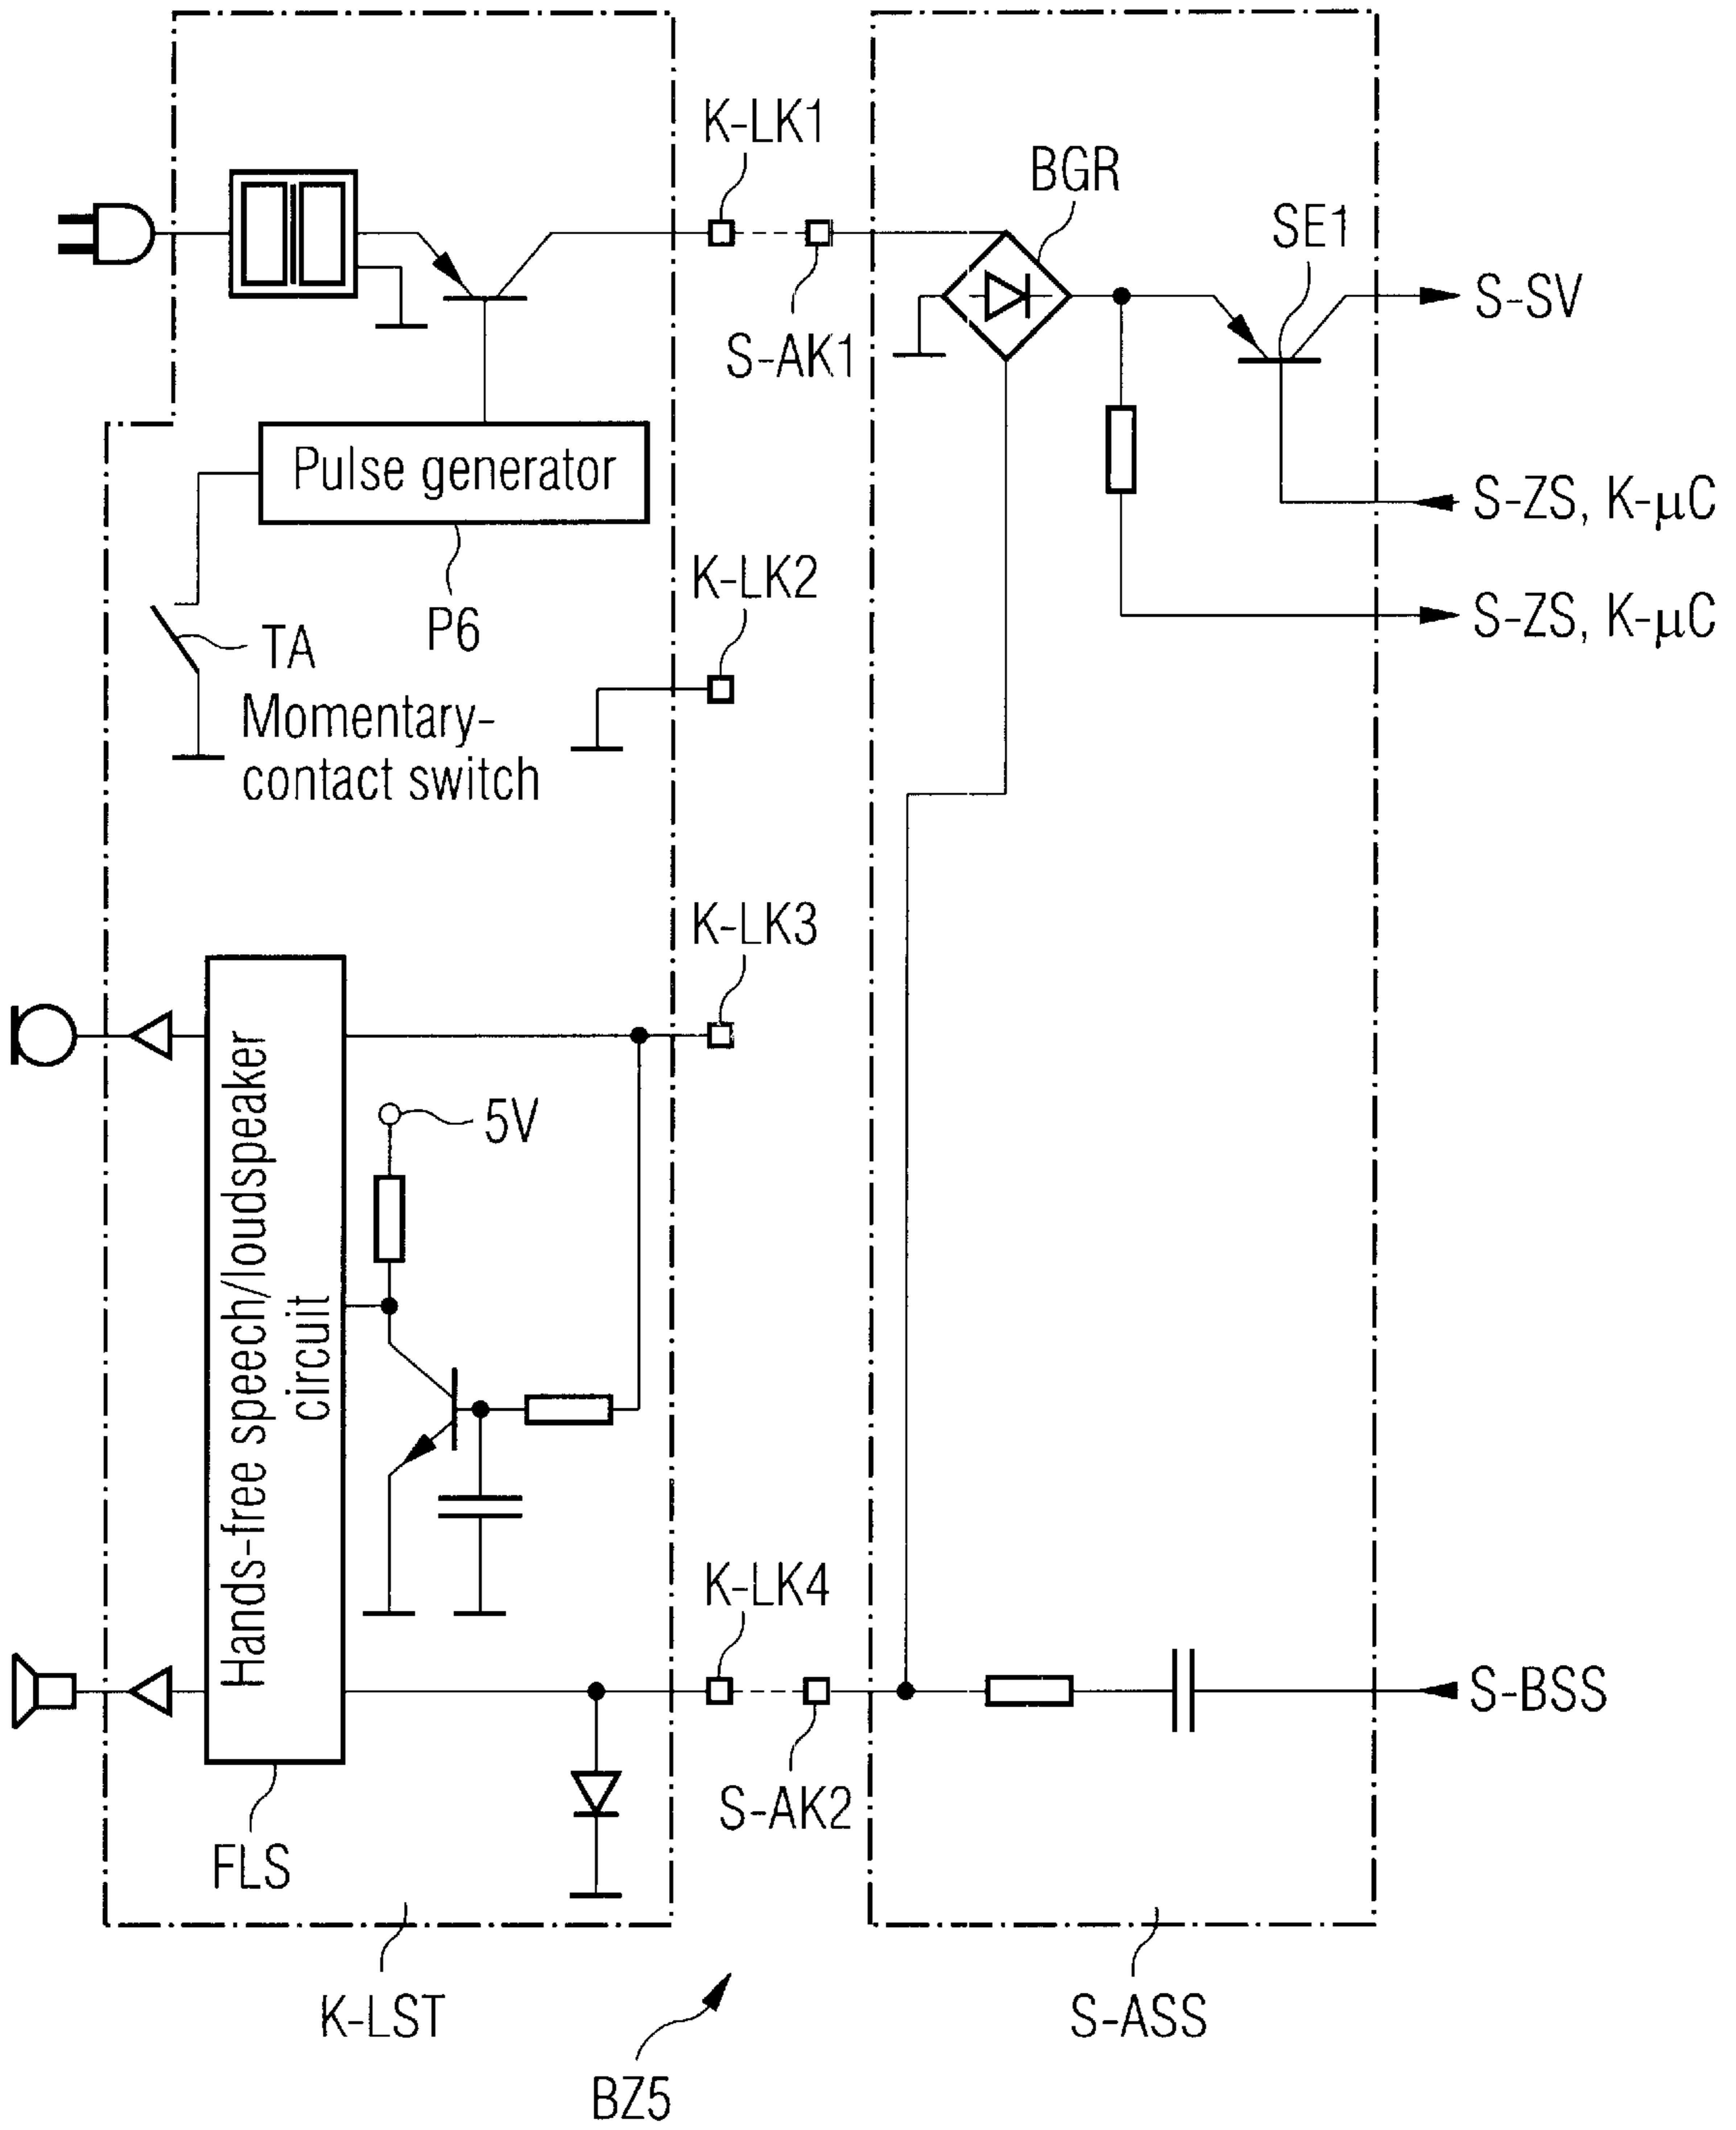 K-LK1
BGR
SE1
S-SV
S-AK1
Pulse generator
S-ZS, K-µC
K-LK2
P6
S-ZS, K-µC
TA
Momentary-
contact switch
K-LK3
5V
Hands-free speech/loudspeaker
circuit
K-LK4
S-BSS
S-AK2
FLS
K-LST
S-ASS
BZ5